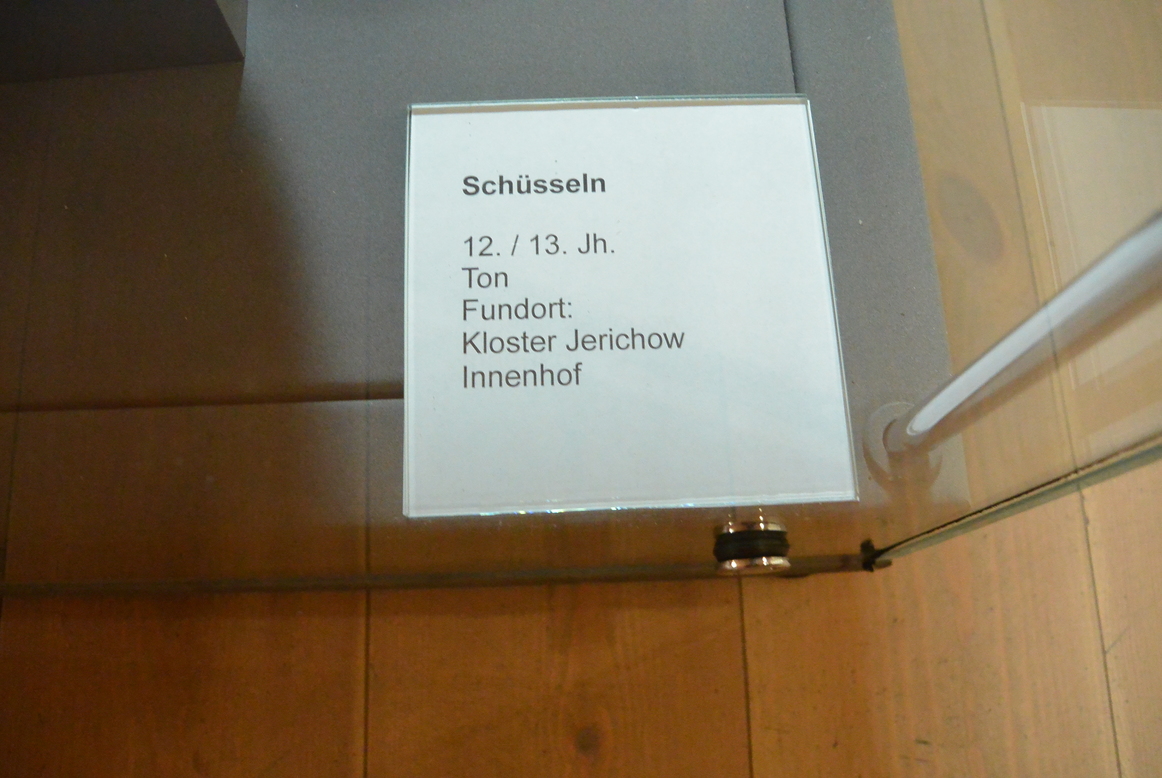 Schüsseln
12. / 13. Jh.
Ton
Fundort:
Kloster Jerichow
Innenhof